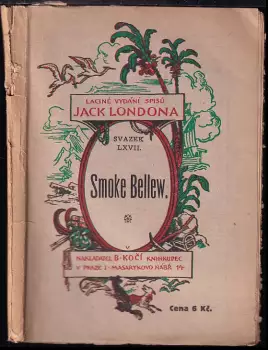 LACINÉ VYDÁNÍ SPISŮ
JACK LONDONA
SVAZEK
LXVII.
Smoke Bellew.
V
NAKLADATEL B. KOČÍ KNIHKUPEC
V PRAZE I - MASARYKOVO NÁBŘ. 14
Cena 6 Kč.